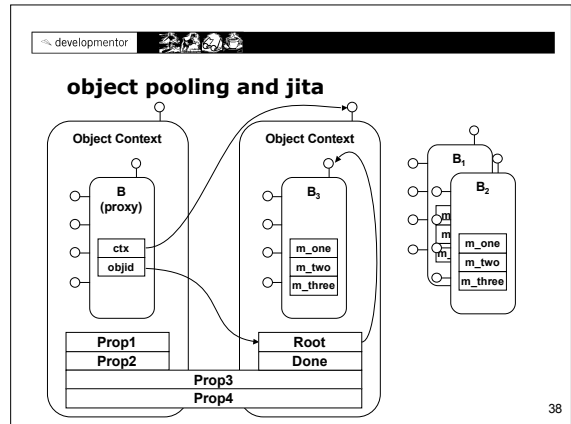 developmentor
object pooling and jita
Object Context
B
(proxy)
ctx
objid
Prop1
Prop2
Object Context
B3
m_one
m_two
m_three
Root
Done
Prop3
Prop4
B1
B2
m_one
m_two
m_three
38